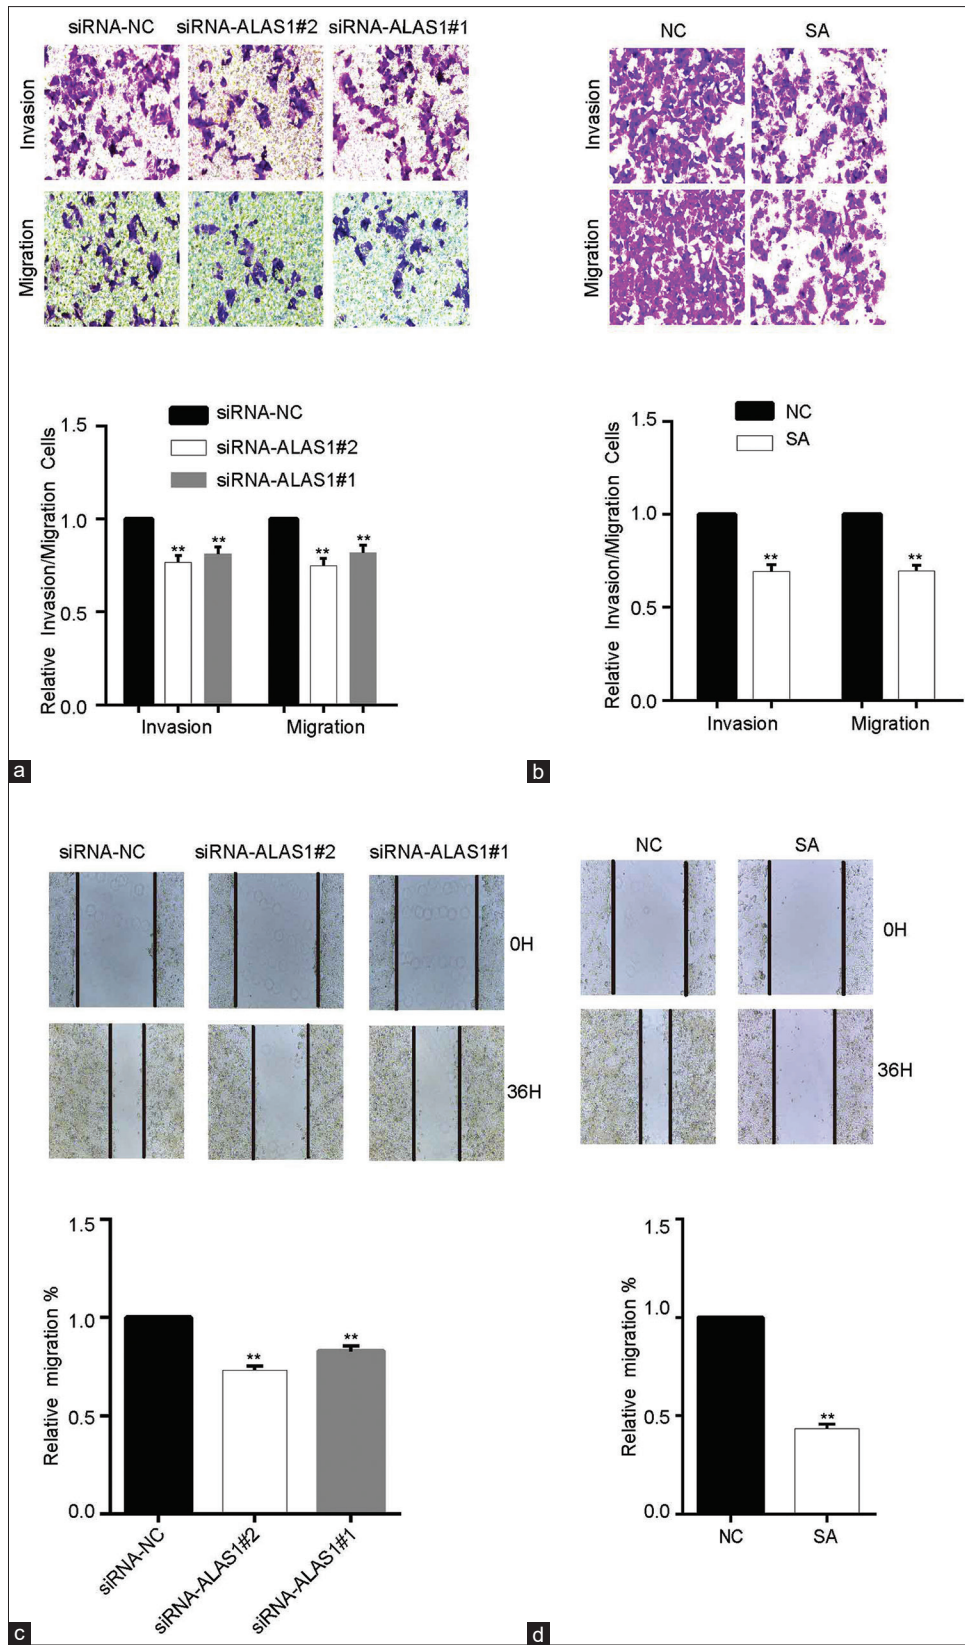 siRNA-NC siRNA-ALAS1#2 siRNA-ALAS1#1
Invasion
Migration
siRNA-NC
siRNA-ALAS1#2
siRNA-ALAS1#1
Relative Invasion/Migration Cells
1.5
1.0
0.5
0.0
** ** ** **
Invasion Migration
a
NC SA
Invasion
Migration
NC
SA
Relative Invasion/Migration Cells
1.5
1.0
0.5
0.0
** **
Invasion Migration
b
siRNA-NC siRNA-ALAS1#2 siRNA-ALAS1#1
0H
36H
Relative migration %
1.5
1.0
0.5
0.0
** **
siRNA-NC
siRNA-ALAS1#2
siRNA-ALAS1#1
c
NC SA
0H
36H
Relative migration %
1.5
1.0
0.5
0.0
**
NC SA
d